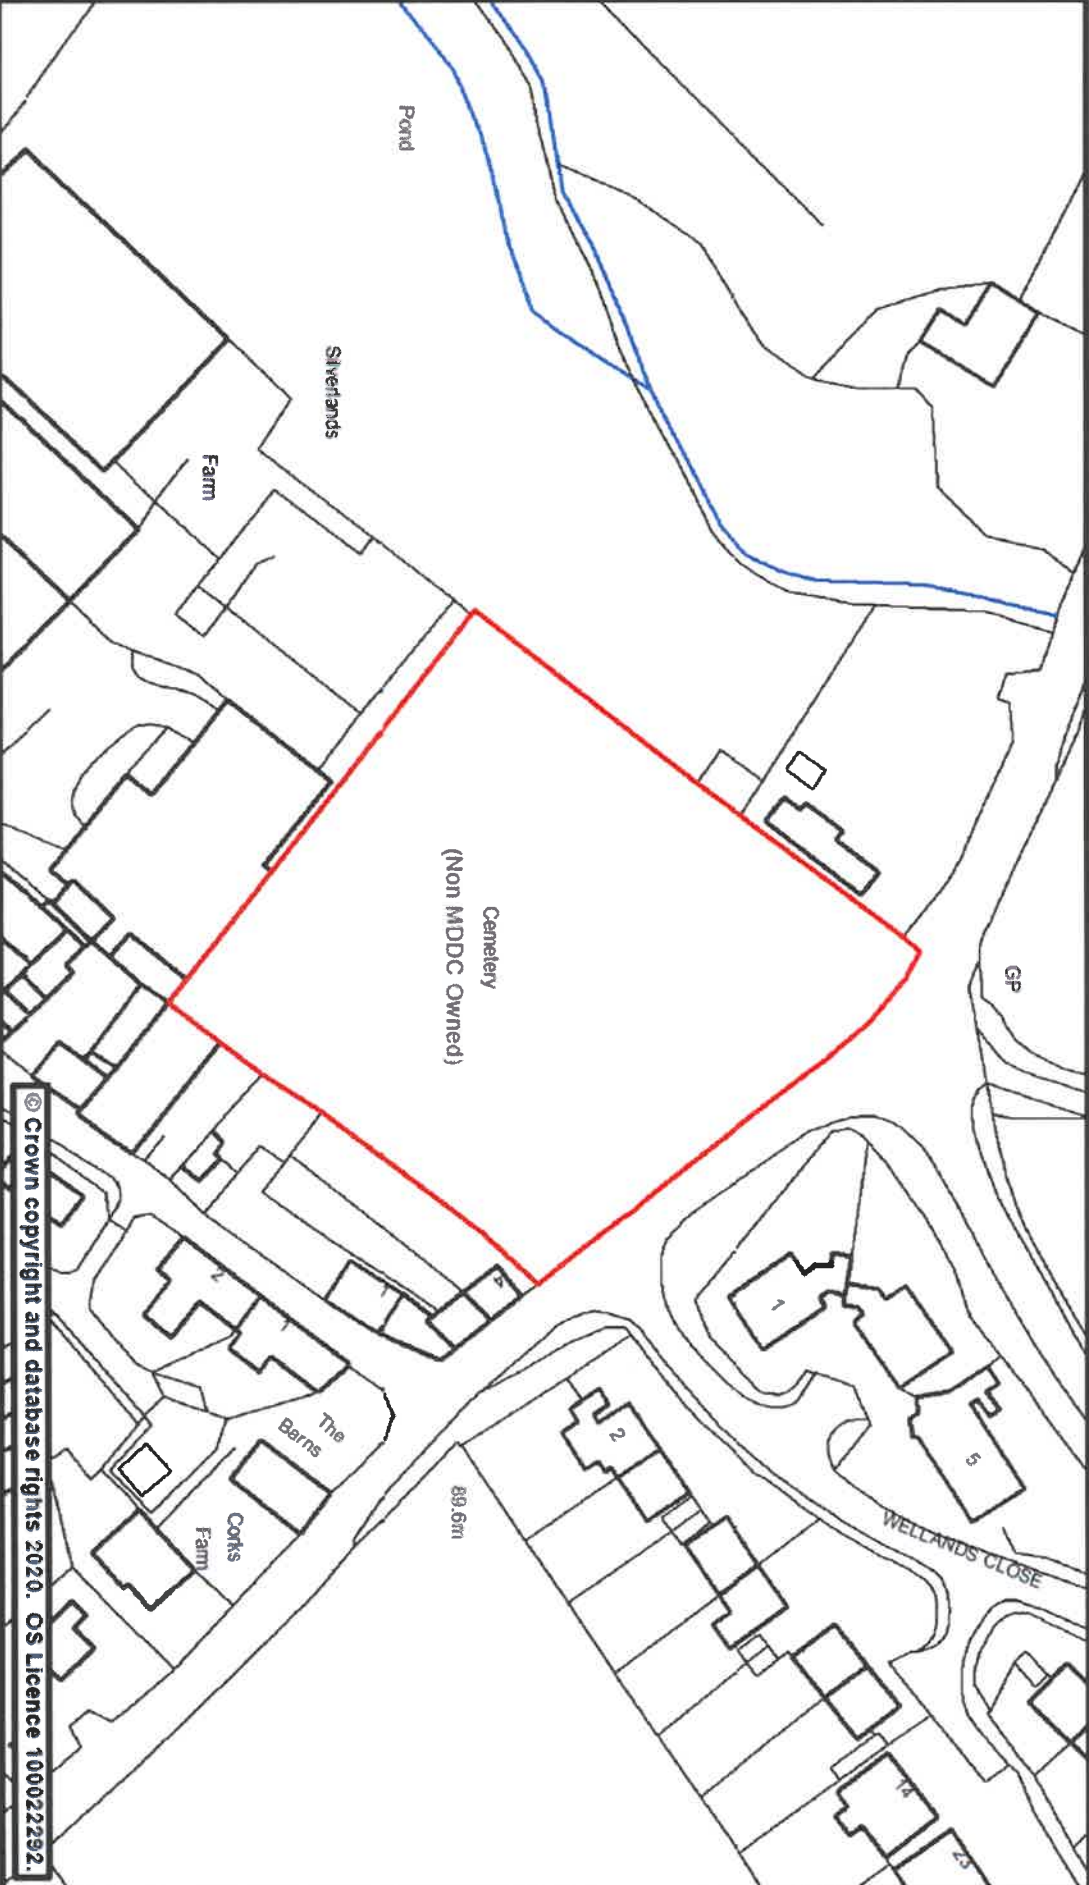 GP
WELLANDS CLOSE
5
1
23
14
2
Cemetery
(Non MDDC Owned)
89.6m
4
1
Pond
Silverlands
Farm
The
Barns
1
2
Corks
Farm
© Crown copyright and database rights 2020. OS Licence 100022292.